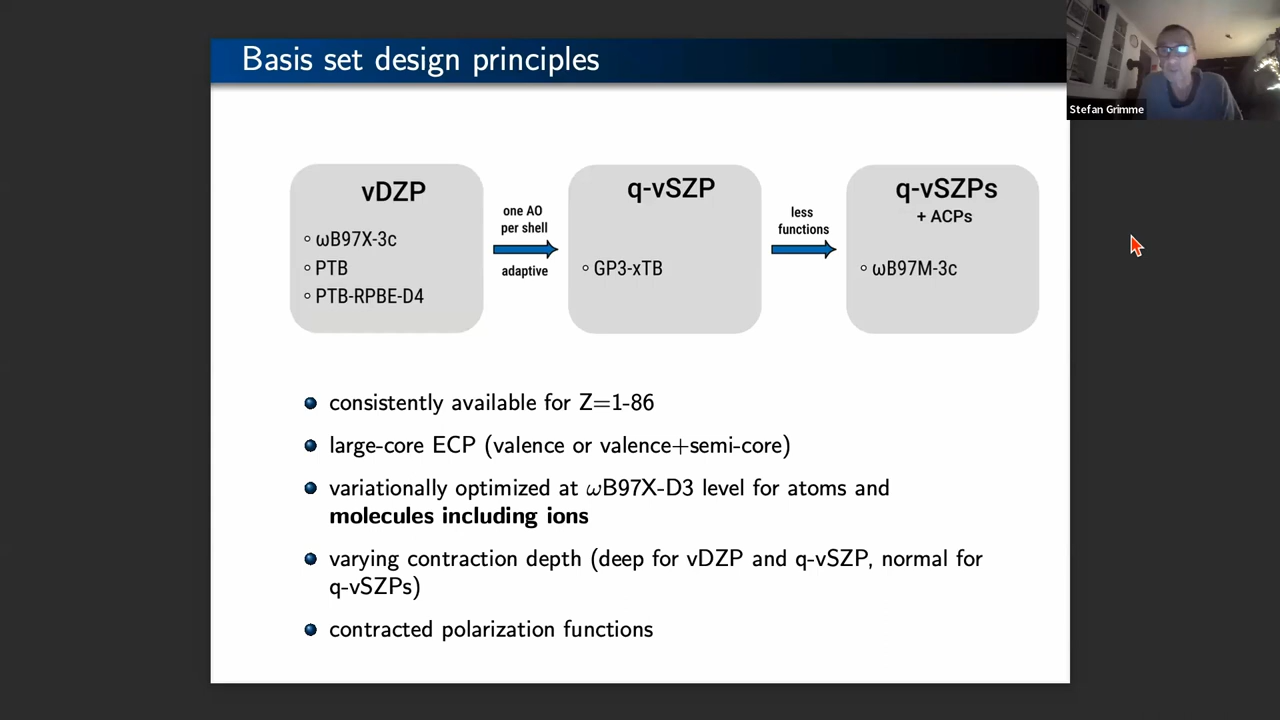 Basis set design principles
Stefan Grimme
vDZP
ωB97X-3c
PTB
PTB-RPBE-D4
one AO
per shell
adaptive
q-vSZP
GP3-xTB
less
functions
q-vSZPs
+ ACPs
ωB97M-3c
consistently available for Z=1-86
large-core ECP (valence or valence+semi-core)
variationally optimized at ωB97X-D3 level for atoms and
molecules including ions
varying contraction depth (deep for vDZP and q-vSZP, normal for
q-vSZPs)
contracted polarization functions